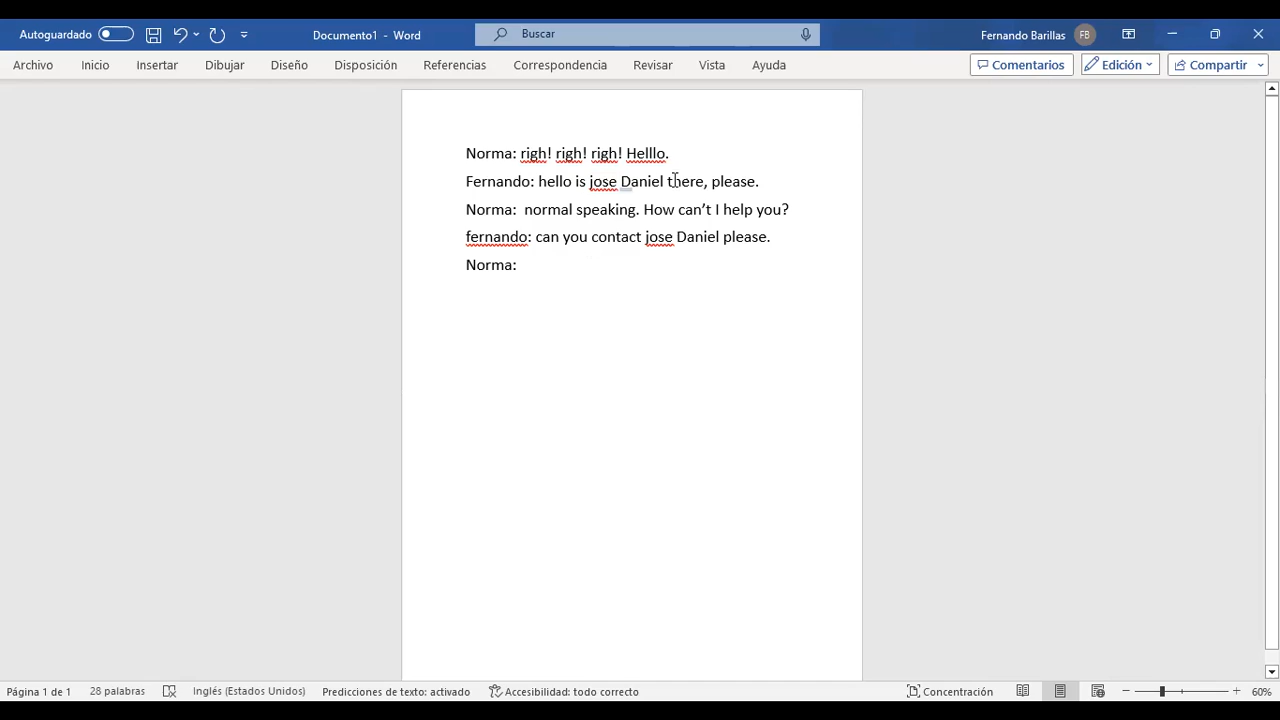 Autoguardado
Documento1 - Word
Buscar
Fernando Barillas FB
Archivo Inicio Insertar Dibujar Diseño Disposición Referencias Correspondencia Revisar Vista Ayuda Comentarios Edición Compartir
Norma: righ! righ! righ! Helllo.
Fernando: hello is jose Daniel there, please.
Norma:  normal speaking. How can’t I help you?
fernando: can you contact jose Daniel please.
Norma:
Página 1 de 1 28 palabras Inglés (Estados Unidos) Predicciones de texto: activado Accesibilidad: todo correcto Concentración 60%